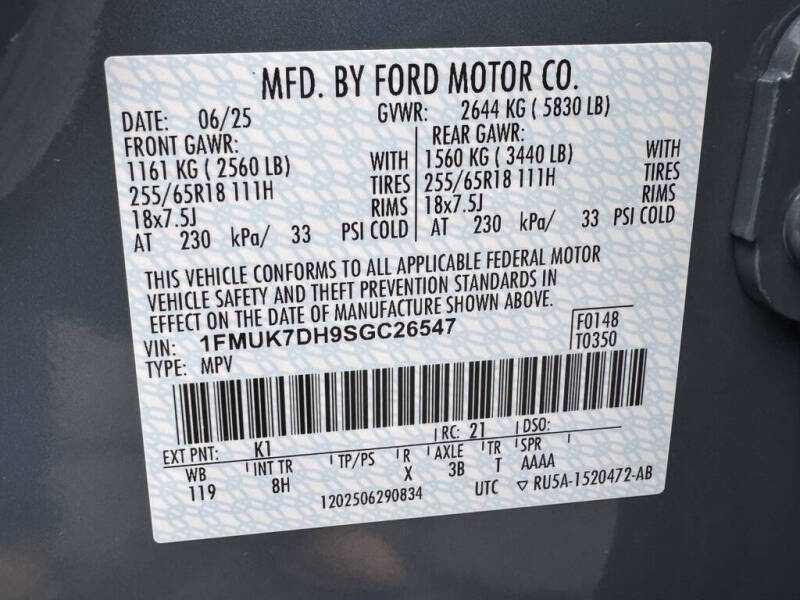 MFD. BY FORD MOTOR CO.
DATE: 06/25 GVWR: 2644 KG ( 5830 LB)
FRONT GAWR: REAR GAWR:
1161 KG ( 2560 LB) WITH 1560 KG ( 3440 LB) WITH
255/65R18 111H TIRES 255/65R18 111H TIRES
18x7.5J RIMS 18x7.5J RIMS
AT 230 kPa/ 33 PSI COLD AT 230 kPa/ 33 PSI COLD
THIS VEHICLE CONFORMS TO ALL APPLICABLE FEDERAL MOTOR
VEHICLE SAFETY AND THEFT PREVENTION STANDARDS IN
EFFECT ON THE DATE OF MANUFACTURE SHOWN ABOVE.
VIN: 1FMUK7DH9SGC26547 F0148
TYPE: MPV T0350
EXT PNT: K1 RC: 21 DSO:
WB INT TR TP/PS R AXLE TR SPR
119 8H X 3B T AAAA
1202506290834 UTC ▽ RU5A-1520472-AB